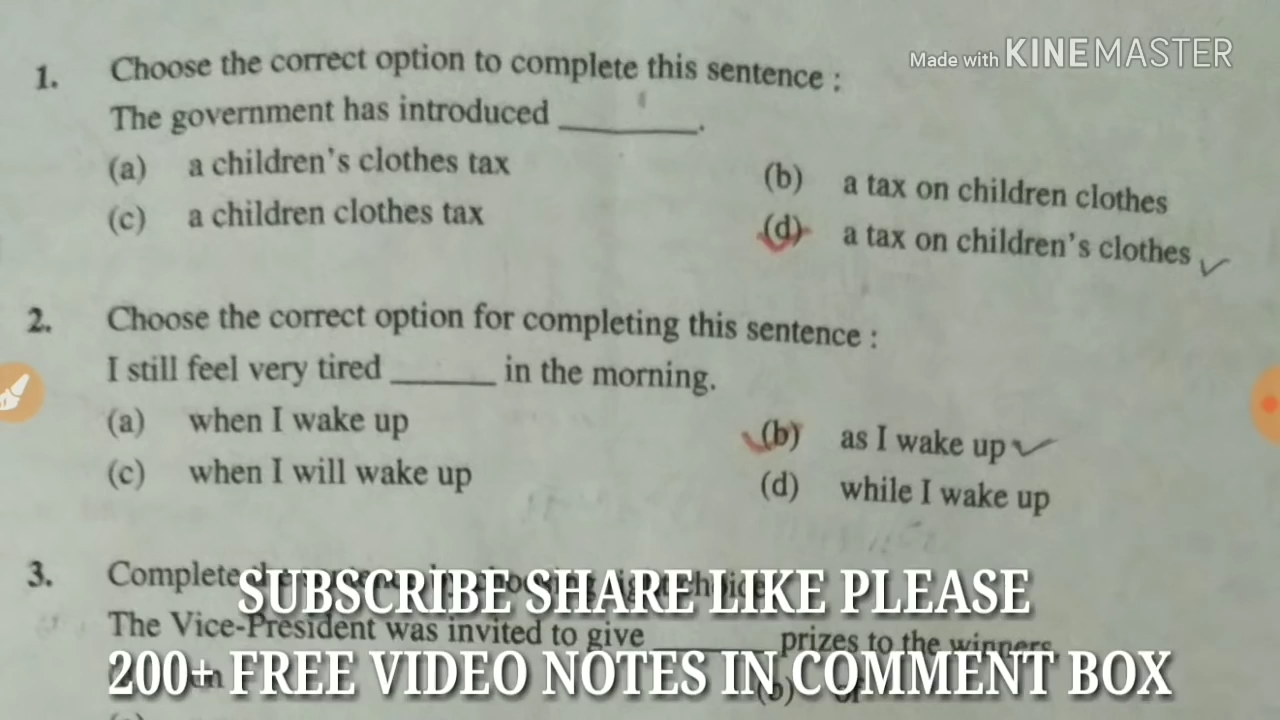 Made with KINEMASTER
1. Choose the correct option to complete this sentence :
The government has introduced ________.
(a) a children's clothes tax
(b) a tax on children clothes
(c) a children clothes tax
(d) a tax on children's clothes
2. Choose the correct option for completing this sentence :
I still feel very tired ______ in the morning.
(a) when I wake up
(b) as I wake up
(c) when I will wake up
(d) while I wake up
3. Complete
SUBSCRIBE SHARE LIKE PLEASE
The Vice-President was invited to give _______ prizes to the winners.
200+ FREE VIDEO NOTES IN COMMENT BOX
(b) of